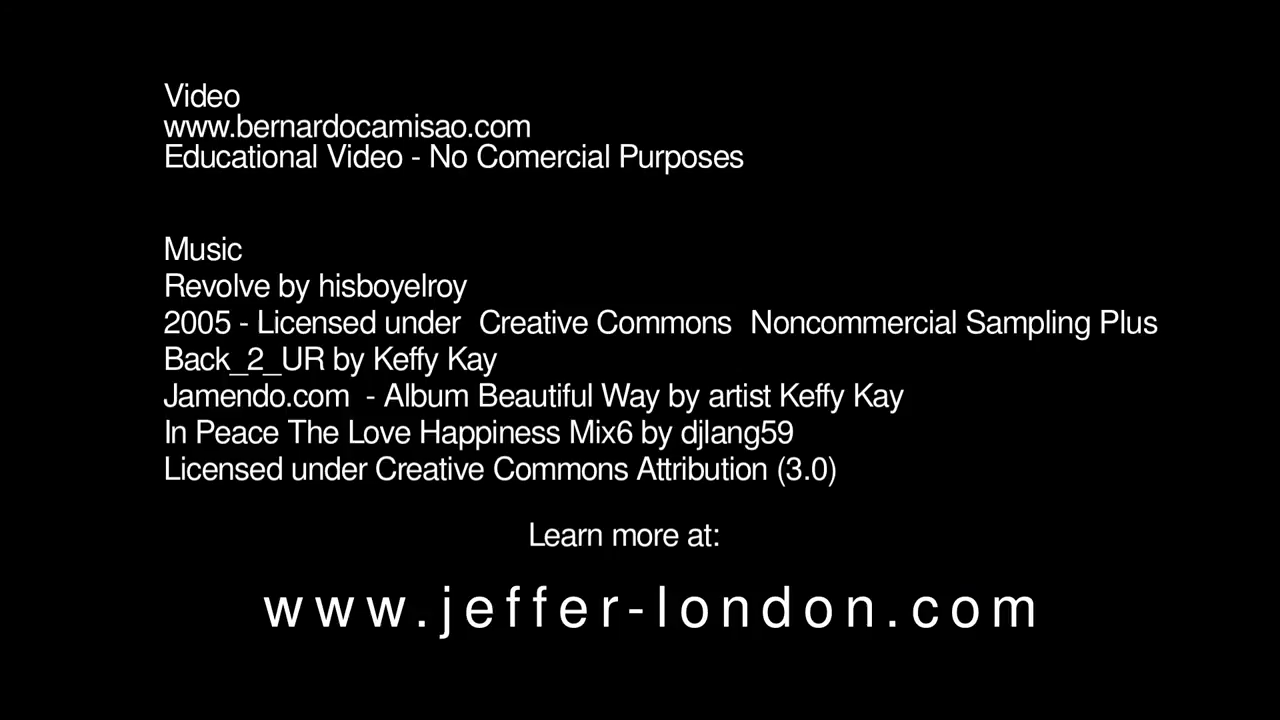 Video
www.bernardocamisao.com
Educational Video - No Comercial Purposes
Music
Revolve by hisboyelroy
2005 - Licensed under  Creative Commons  Noncommercial Sampling Plus
Back_2_UR by Keffy Kay
Jamendo.com  - Album Beautiful Way by artist Keffy Kay
In Peace The Love Happiness Mix6 by djlang59
Licensed under Creative Commons Attribution (3.0)
Learn more at:
www.jeffer-london.com